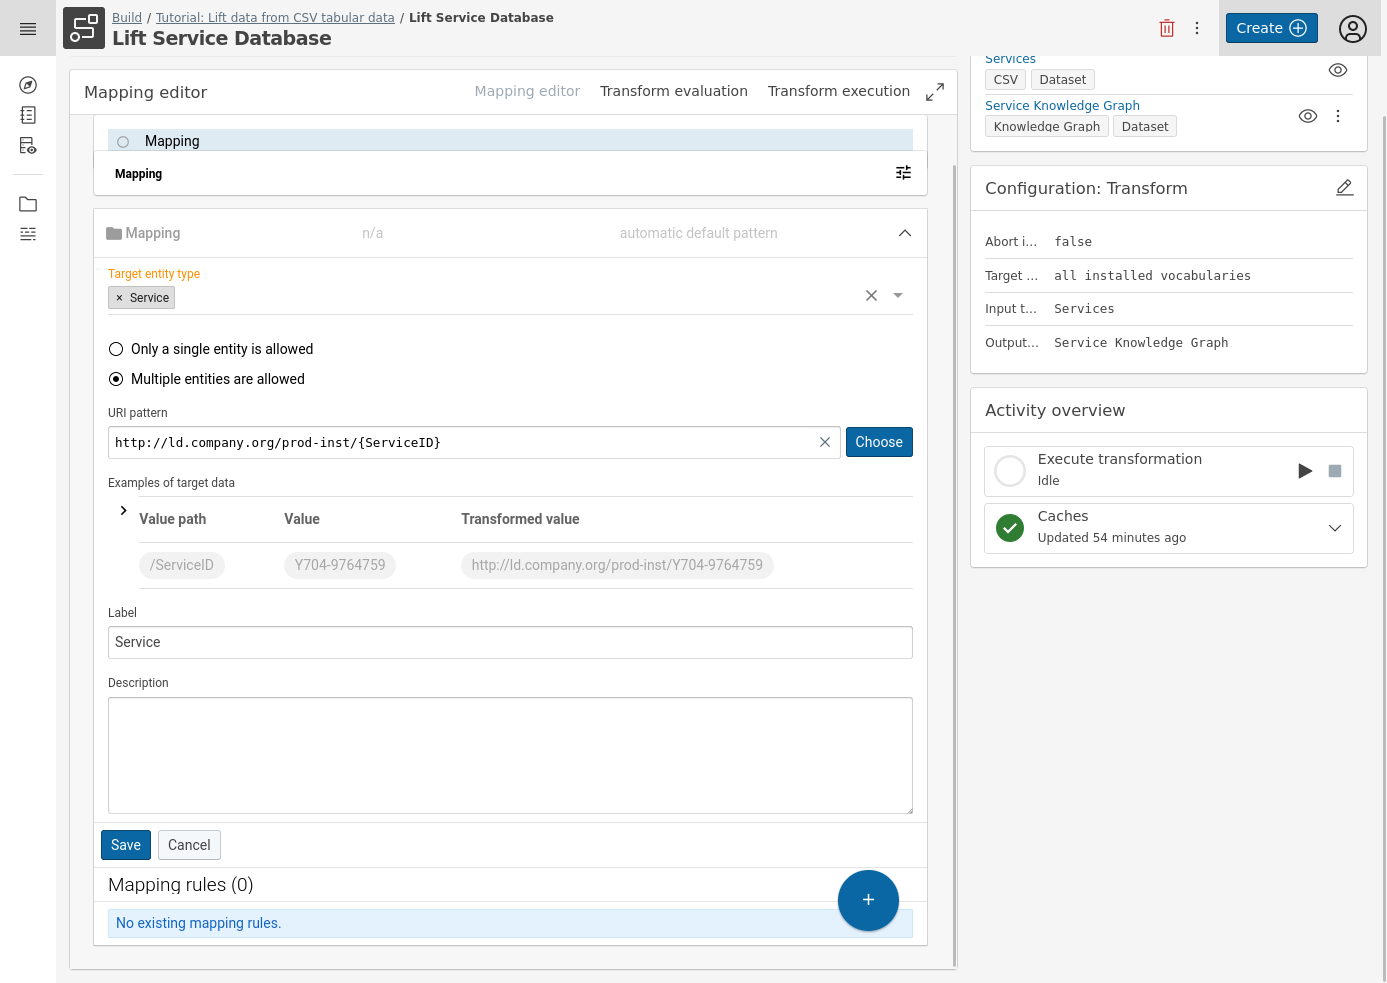 Build / Tutorial: Lift data from CSV tabular data / Lift Service Database
Lift Service Database
Create
Mapping editor
Mapping editor
Transform evaluation
Transform execution
Mapping
Mapping
Mapping
n/a
automatic default pattern
Target entity type
× Service
Only a single entity is allowed
Multiple entities are allowed
URI pattern
http://ld.company.org/prod-inst/{ServiceID}
Choose
Examples of target data
Value path
Value
Transformed value
/ServiceID
Y704-9764759
http://ld.company.org/prod-inst/Y704-9764759
Label
Service
Description
Save
Cancel
Mapping rules (0)
No existing mapping rules.
Services
CSV
Dataset
Service Knowledge Graph
Knowledge Graph
Dataset
Configuration: Transform
Abort i... false
Target ... all installed vocabularies
Input t... Services
Output... Service Knowledge Graph
Activity overview
Execute transformation
Idle
Caches
Updated 54 minutes ago